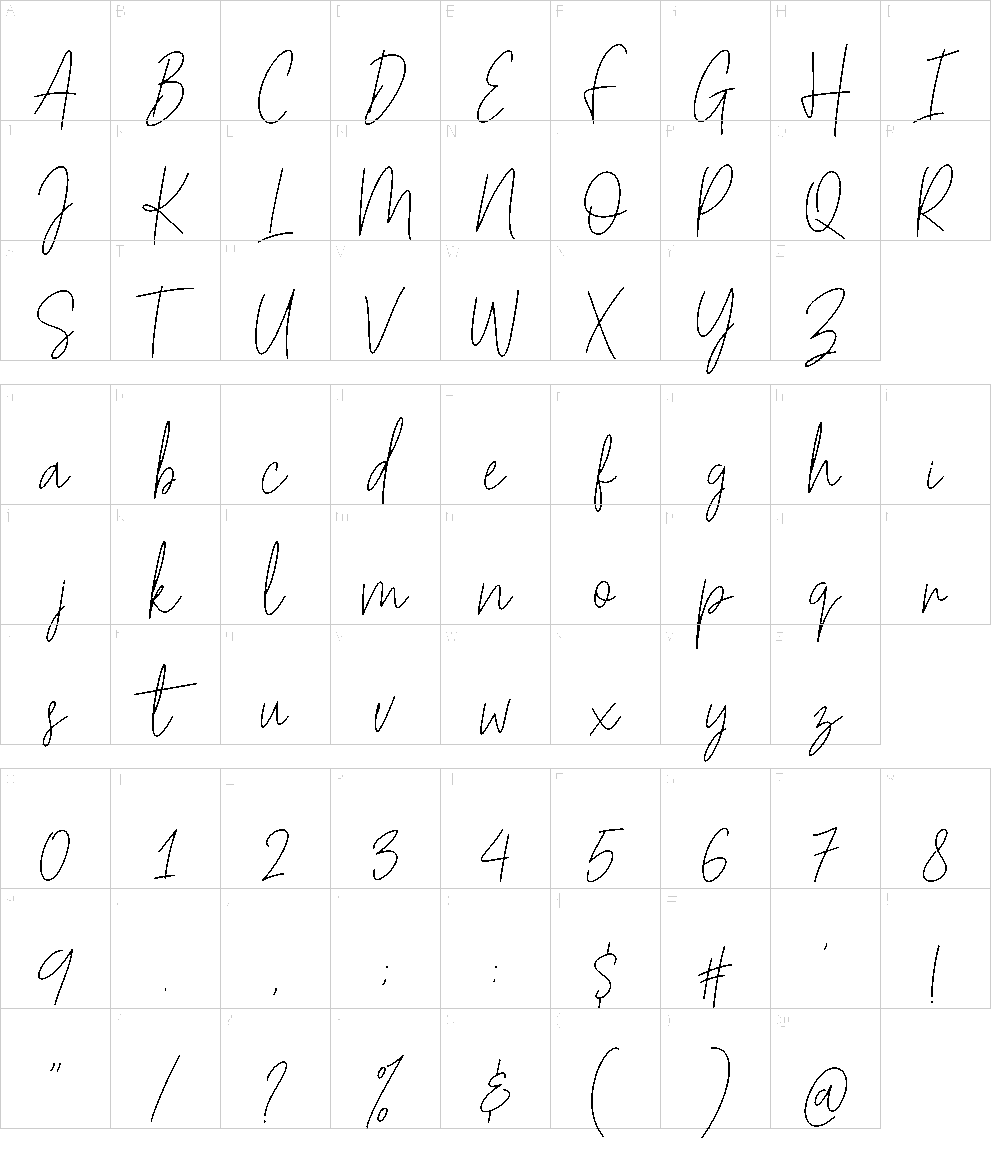 A B C D E F G H I
J K L M N O P Q R
S T U V W X Y Z
a b c d e f g h i
j k l m n o p q r
s t u v w x y z
0 1 2 3 4 5 6 7 8
9 . , ; : $ # ' !
" / ? % & ( ) @